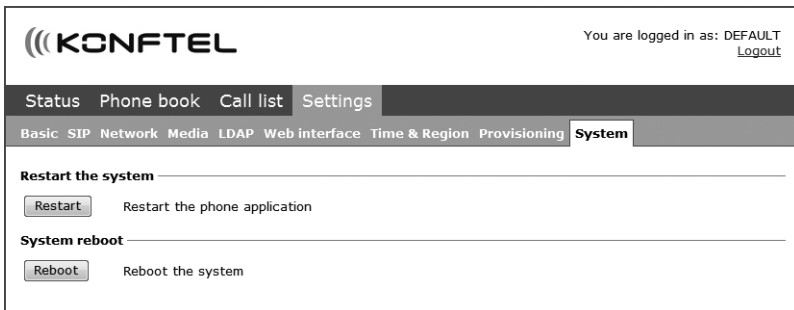 KONFTEL
You are logged in as: DEFAULT
Logout
Status Phone book Call list Settings
Basic SIP Network Media LDAP Web interface Time & Region Provisioning System
Restart the system
Restart Restart the phone application
System reboot
Reboot Reboot the system